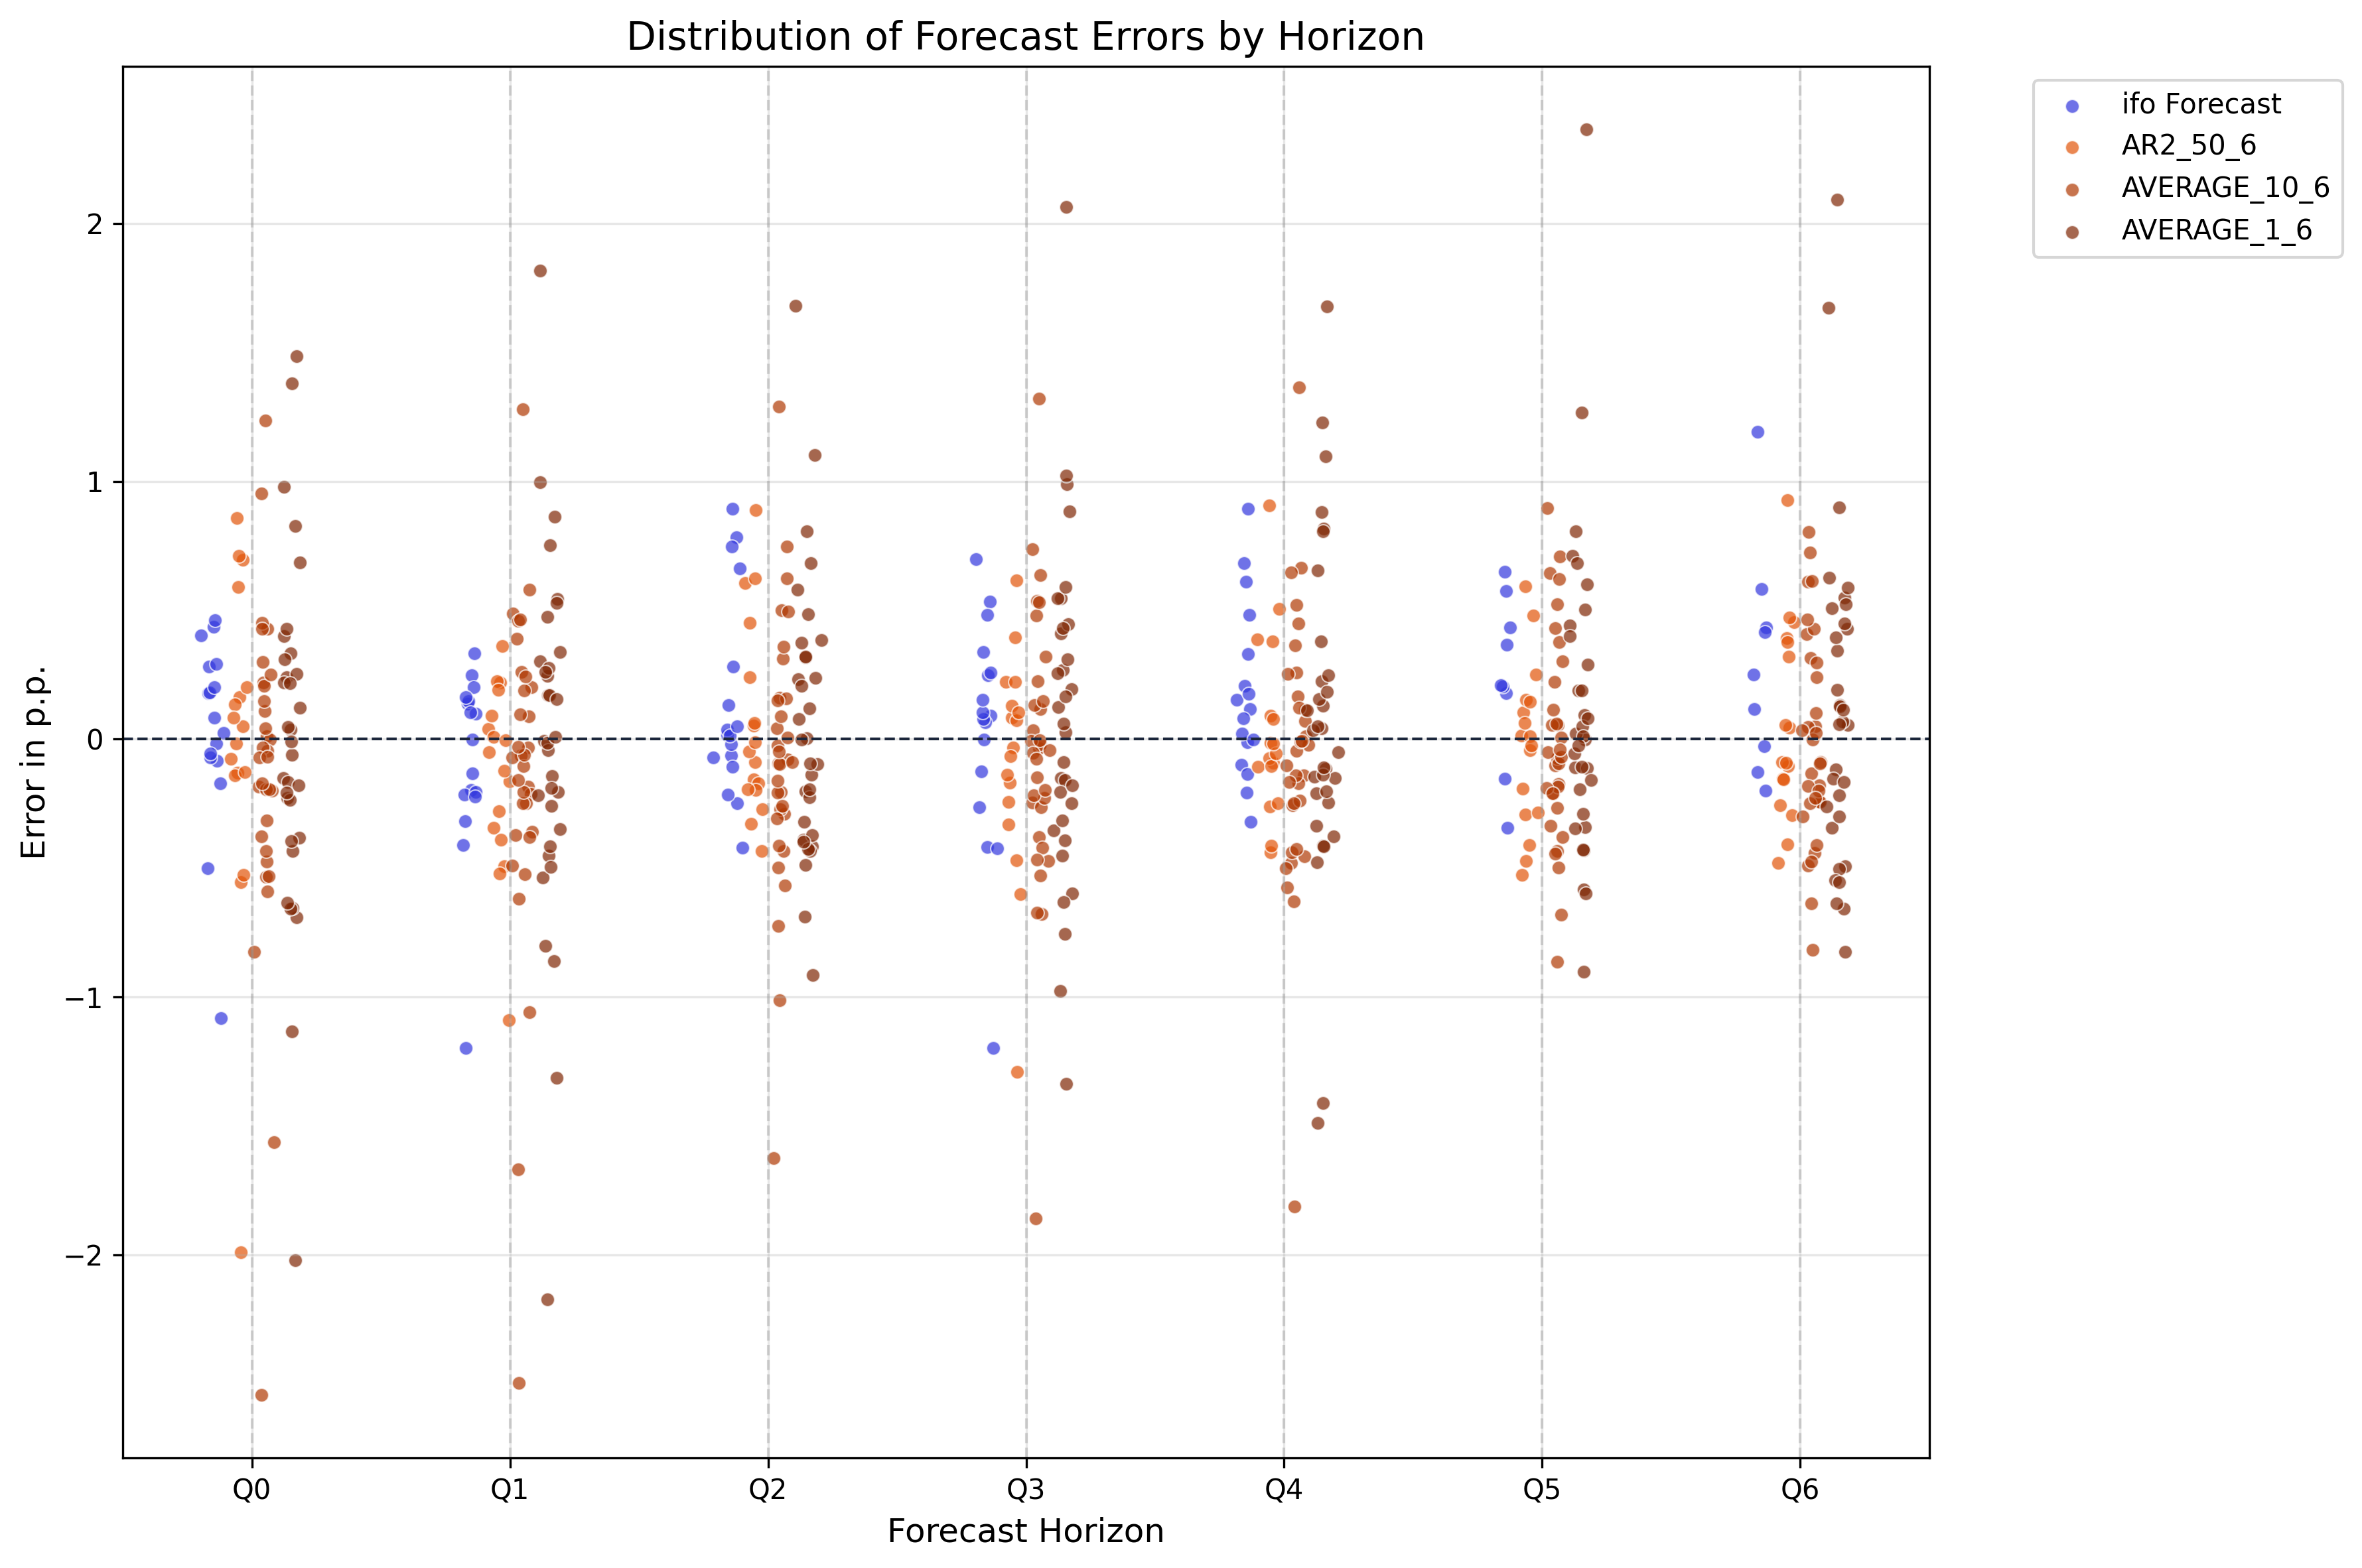 Distribution of Forecast Errors by Horizon
Error in p.p.
2
1
0
−1
−2
Q0 Q1 Q2 Q3 Q4 Q5 Q6
Forecast Horizon
ifo Forecast
AR2_50_6
AVERAGE_10_6
AVERAGE_1_6